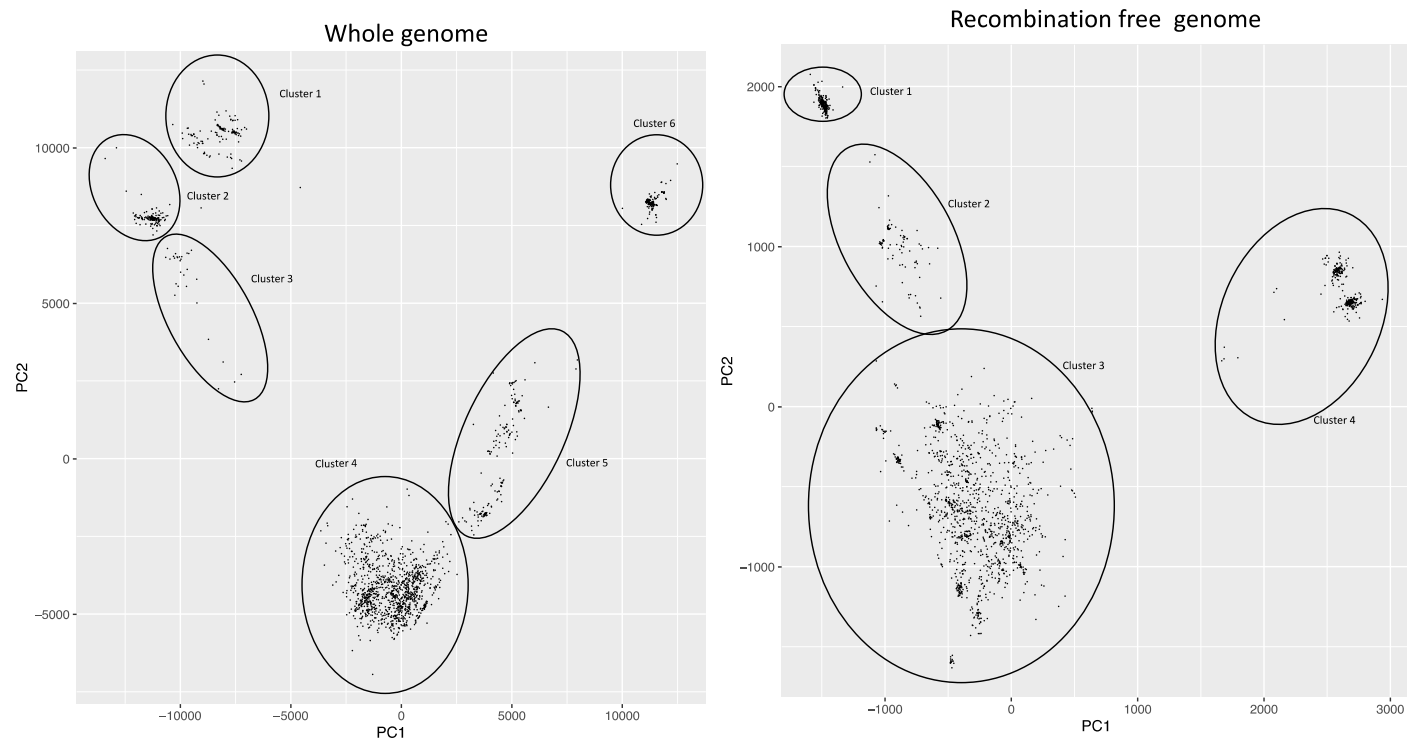 Whole genome
Cluster 1
Cluster 6
10000
Cluster 2
Cluster 3
5000
PC2
0
Cluster 4
Cluster 5
−5000
−10000
−5000
0
5000
10000
PC1
Recombination free  genome
2000
Cluster 1
Cluster 2
1000
PC2
Cluster 3
0
Cluster 4
−1000
−1000
0
1000
2000
3000
PC1